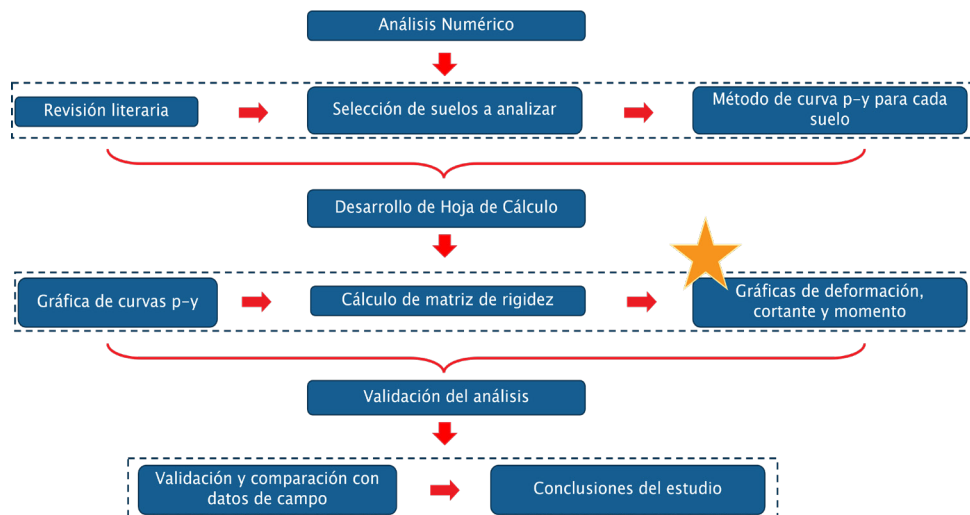 Análisis Numérico
Revisión literaria
Selección de suelos a analizar
Método de curva p-y para cada
suelo
Desarrollo de Hoja de Cálculo
Gráfica de curvas p-y
Cálculo de matriz de rigidez
Gráficas de deformación,
cortante y momento
Validación del análisis
Validación y comparación con
datos de campo
Conclusiones del estudio